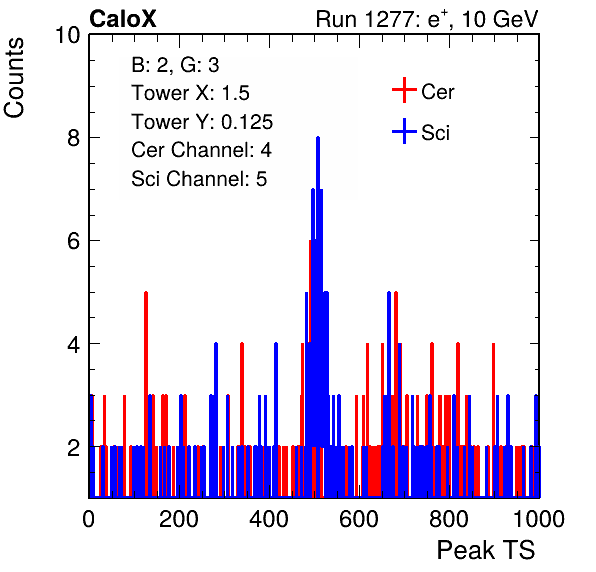 CaloX Run 1277: e⁺, 10 GeV
Counts
10
8
6
4
2
B: 2, G: 3
Tower X: 1.5
Tower Y: 0.125
Cer Channel: 4
Sci Channel: 5
Cer
Sci
0 200 400 600 800 1000
Peak TS